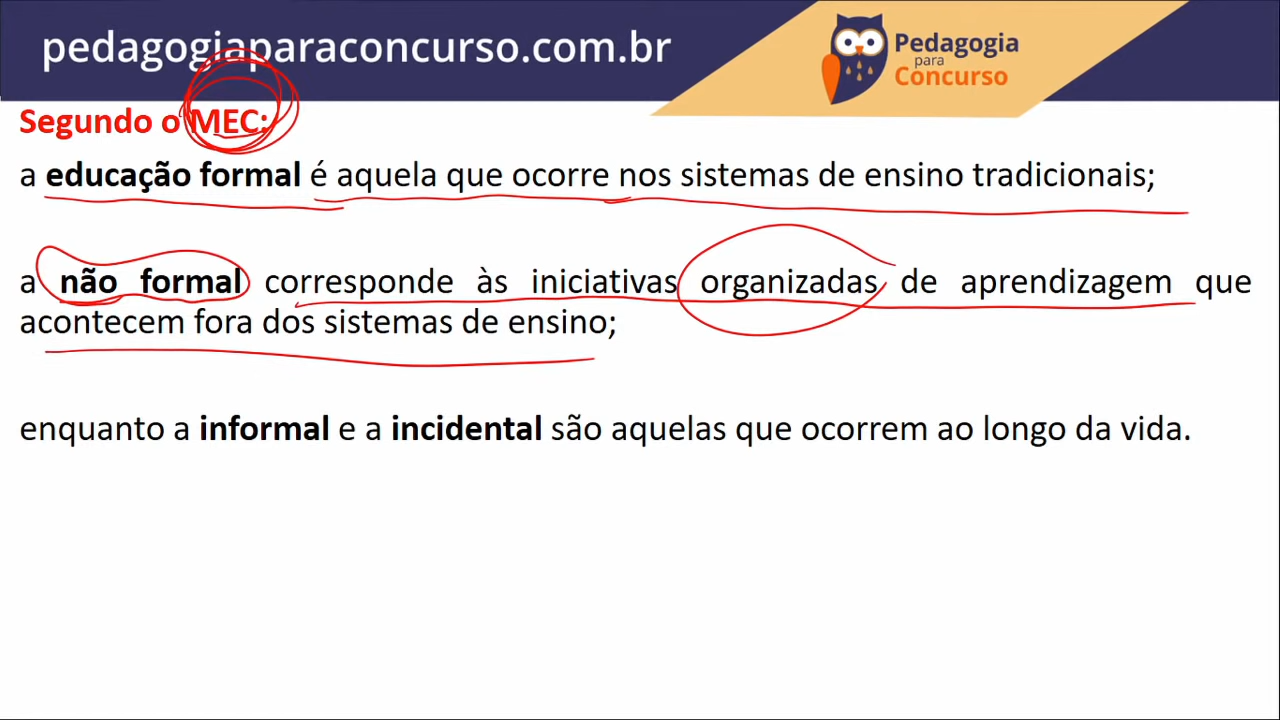 pedagogiaparaconcurso.com.br
Pedagogia
para
Concurso
Segundo o MEC:
a educação formal é aquela que ocorre nos sistemas de ensino tradicionais;
a não formal corresponde às iniciativas organizadas de aprendizagem que
acontecem fora dos sistemas de ensino;
enquanto a informal e a incidental são aquelas que ocorrem ao longo da vida.